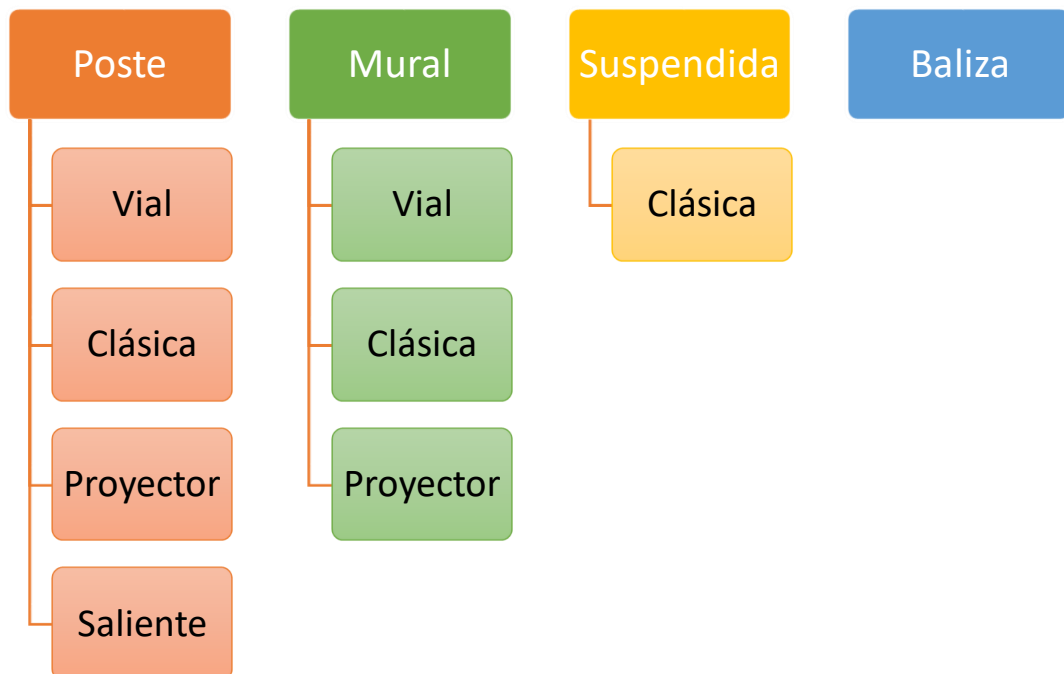 Poste
Vial
Clásica
Proyector
Saliente
Mural
Vial
Clásica
Proyector
Suspendida
Clásica
Baliza